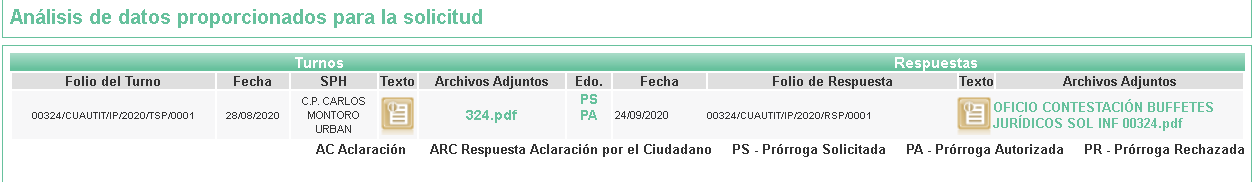 Análisis de datos proporcionados para la solicitud
Turnos Respuestas
Folio del Turno Fecha SPH Texto Archivos Adjuntos Edo. Fecha Folio de Respuesta Texto Archivos Adjuntos
00324/CUAUTIT/IP/2020/TSP/0001 28/08/2020 C.P. CARLOS MONTORO URBAN 324.pdf PS PA 24/09/2020 00324/CUAUTIT/IP/2020/RSP/0001 OFICIO CONTESTACIÓN BUFFETES JURÍDICOS SOL INF 00324.pdf
AC Aclaración ARC Respuesta Aclaración por el Ciudadano PS - Prórroga Solicitada PA - Prórroga Autorizada PR - Prórroga Rechazada